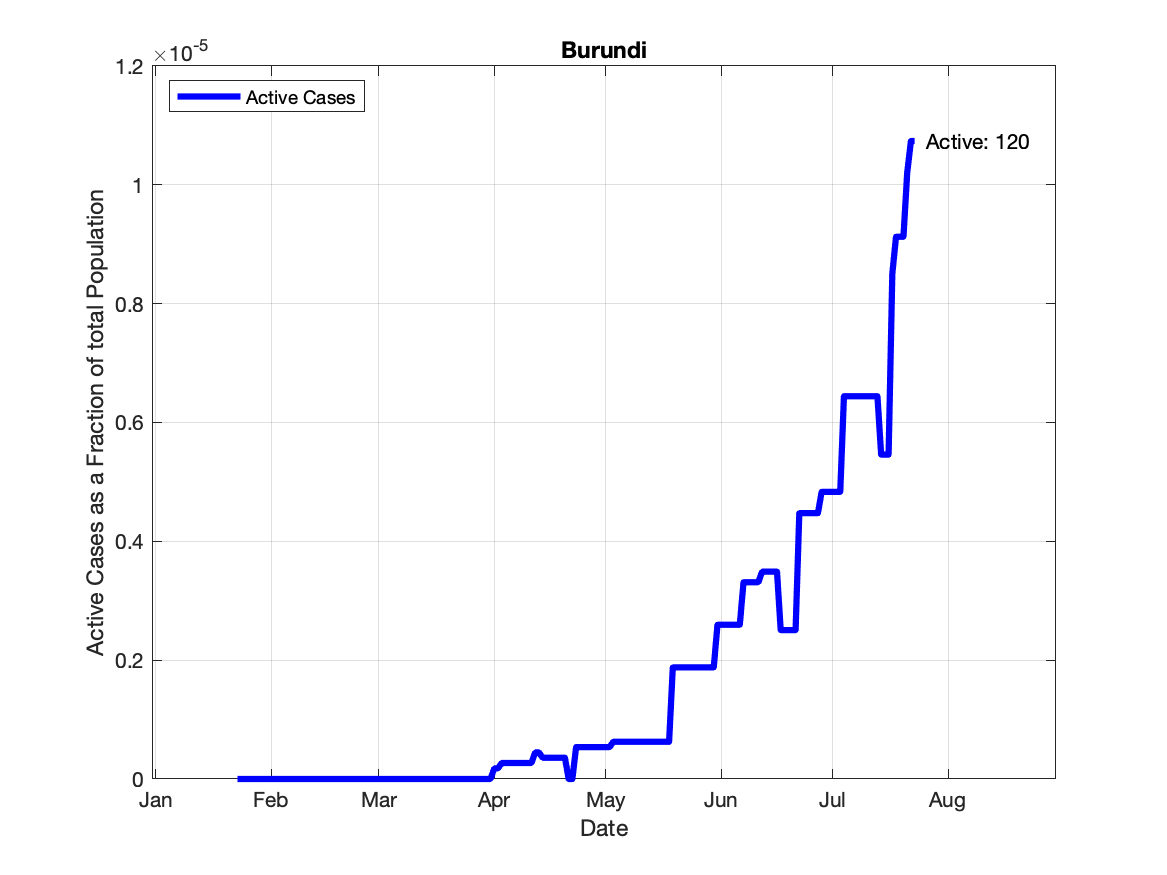 Burundi
×10-5
1.2
1
0.8
0.6
0.4
0.2
0
Active Cases
Active: 120
Active Cases as a Fraction of total Population
Jan Feb Mar Apr May Jun Jul Aug
Date